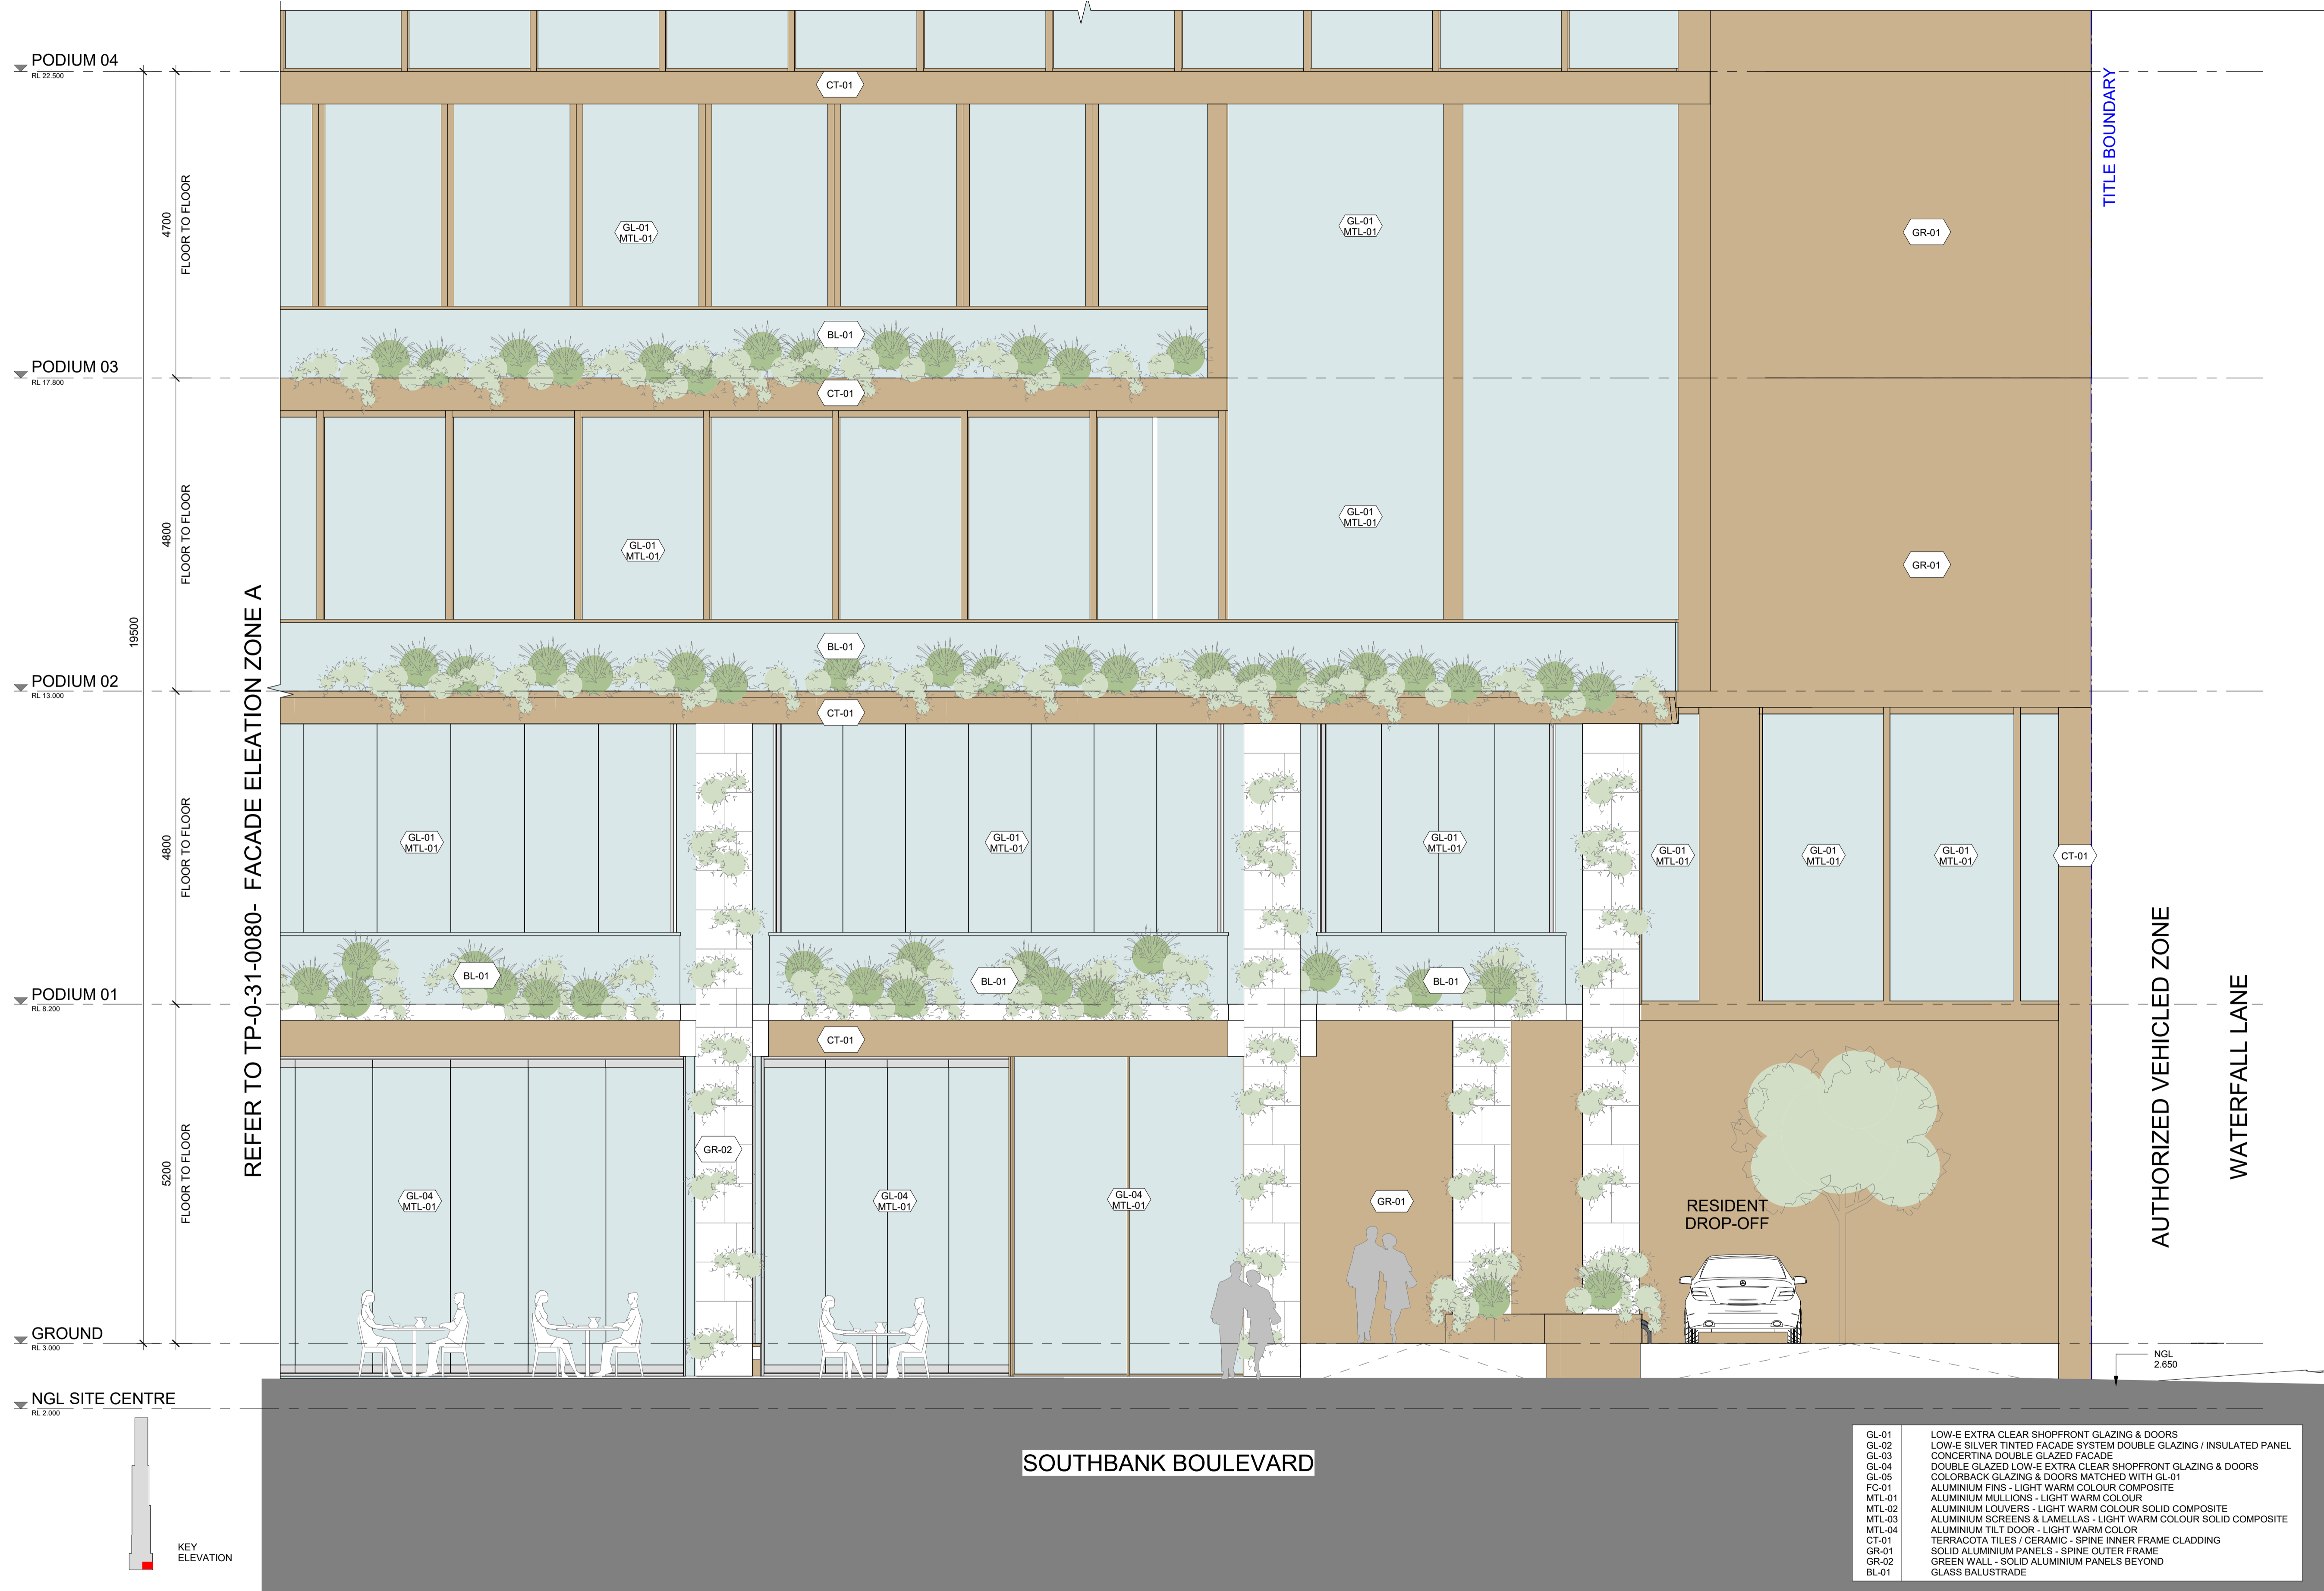 PODIUM 04
RL 22.500
CT-01
TITLE BOUNDARY
4700
FLOOR TO FLOOR
GL-01
MTL-01
GL-01
MTL-01
GR-01
BL-01
PODIUM 03
RL 17.800
CT-01
4800
FLOOR TO FLOOR
GL-01
MTL-01
GL-01
MTL-01
GR-01
19500
REFER TO TP-0-31-0080- FACADE ELEATION ZONE A
BL-01
PODIUM 02
RL 13.000
CT-01
4800
FLOOR TO FLOOR
GL-01
MTL-01
GL-01
MTL-01
GL-01
MTL-01
GL-01
MTL-01
GL-01
MTL-01
GL-01
MTL-01
CT-01
BL-01
BL-01
BL-01
PODIUM 01
RL 8.200
CT-01
AUTHORIZED VEHICLED ZONE
WATERFALL LANE
5200
FLOOR TO FLOOR
GR-02
GL-04
MTL-01
GL-04
MTL-01
GL-04
MTL-01
GR-01
RESIDENT
DROP-OFF
GROUND
RL 3.000
NGL
2.650
NGL SITE CENTRE
RL 2.000
SOUTHBANK BOULEVARD
KEY
ELEVATION
GL-01 LOW-E EXTRA CLEAR SHOPFRONT GLAZING & DOORS
GL-02 LOW-E SILVER TINTED FACADE SYSTEM DOUBLE GLAZING / INSULATED PANEL
GL-03 CONCERTINA DOUBLE GLAZED FACADE
GL-04 DOUBLE GLAZED LOW-E EXTRA CLEAR SHOPFRONT GLAZING & DOORS
GL-05 COLORBACK GLAZING & DOORS MATCHED WITH GL-01
FC-01 ALUMINIUM FINS - LIGHT WARM COLOUR COMPOSITE
MTL-01 ALUMINIUM MULLIONS - LIGHT WARM COLOUR
MTL-02 ALUMINIUM LOUVERS - LIGHT WARM COLOUR SOLID COMPOSITE
MTL-03 ALUMINIUM SCREENS & LAMELLAS - LIGHT WARM COLOUR SOLID COMPOSITE
MTL-04 ALUMINIUM TILT DOOR - LIGHT WARM COLOR
CT-01 TERRACOTA TILES / CERAMIC - SPINE INNER FRAME CLADDING
GR-01 SOLID ALUMINIUM PANELS - SPINE OUTER FRAME
GR-02 GREEN WALL - SOLID ALUMINIUM PANELS BEYOND
BL-01 GLASS BALUSTRADE